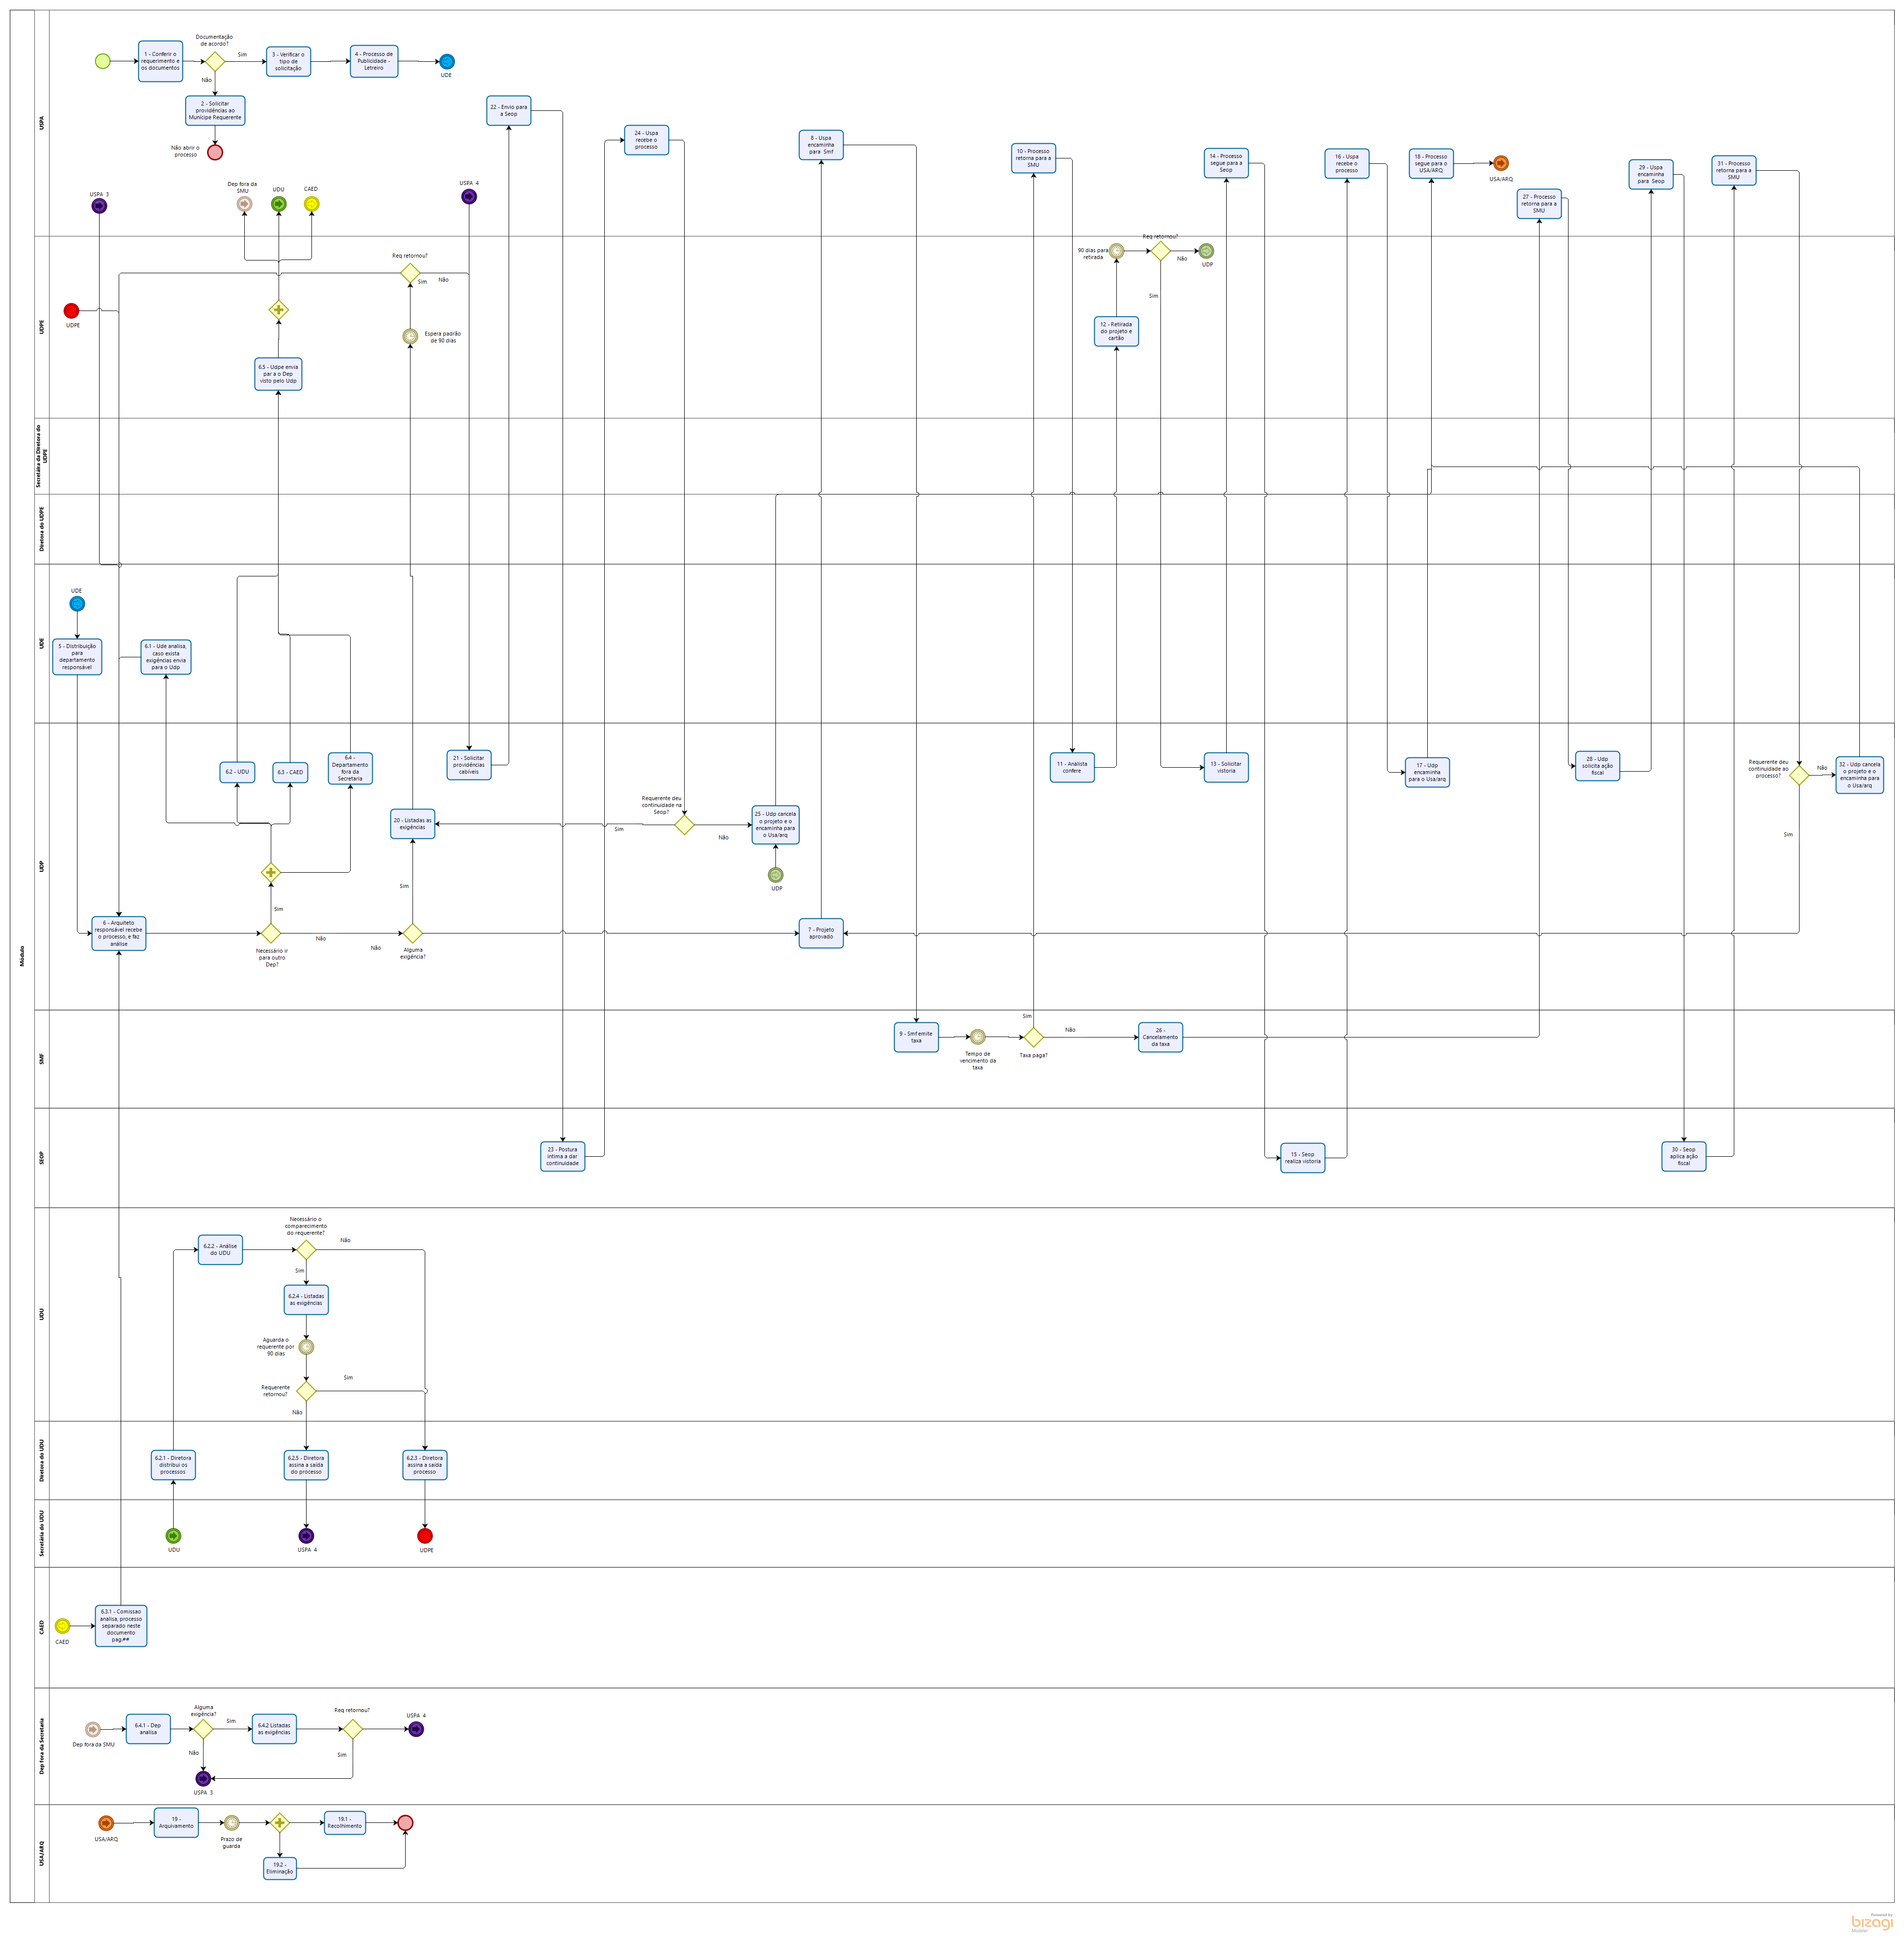 Módulo
USPA
1 - Conferir o
requerimento e
os documentos
Documentação
de acordo?
Sim
Não
3 - Verificar o
tipo de
solicitação
4 - Processo de
Publicidade -
Letreiro
UDE
2 - Solicitar
providências ao
Munícipe Requerente
Não abrir o
processo
22 - Envio para
a Seop
24 - Uspa
recebe o
processo
8 - Uspa
encaminha
para Smf
10 - Processo
retorna para a
SMU
14 - Processo
segue para a
Seop
16 - Uspa
recebe o
processo
18 - Processo
segue para o
USA/ARQ
USA/ARQ
27 - Processo
retorna para a
SMU
29 - Uspa
encaminha
para Seop
31 - Processo
retorna para a
SMU
USPA 3
Dep fora da
SMU
UDU
CAED
USPA 4
UDPE
UDPE
Req retornou?
Sim
Não
Espera padrão
de 90 dias
6.5 - Udpe envia
par a o Dep
visto pelo Udp
90 dias para
retirada
Req retornou?
Não
UDP
Sim
12 - Retirada
do projeto e
cartão
Secretáira da Diretora do
UDPE
Diretora do UDPE
UDE
UDE
5 - Distribuição
para
departamento
responsável
6.1 - Ude analisa,
caso exista
exigências envia
para o Udp
UDP
6.2 - UDU
6.3 - CAED
6.4 -
Departamento
fora da
Secretaria
21 - Solicitar
providências
cabíveis
20 - Listadas as
exigências
Requerente deu
continuidade na
Seop?
Sim
Não
25 - Udp cancela
o projeto e o
encaminha para
o Usa/arq
UDP
11 - Analista
confere
13 - Solicitar
vistoria
17 - Udp
encaminha
para o Usa/arq
28 - Udp
solicita ação
fiscal
Requerente deu
continuidade ao
processo?
Não
Sim
32 - Udp cancela
o projeto e o
encaminha para
o Usa/arq
6 - Arquiteto
responsável recebe
o processo, e faz
análise
Sim
Necessário ir
para outro
Dep?
Não
Sim
Não
Alguma
exigência?
7 - Projeto
aprovado
SMF
9 - Smf emite
taxa
Tempo de
vencimento da
taxa
Sim
Taxa paga?
Não
26 -
Cancelamento
da taxa
SEOP
23 - Postura
intima a dar
continuidade
15 - Seop
realiza vistoria
30 - Seop
aplica ação
fiscal
UDU
6.2.2 - Análise
do UDU
Necessário o
comparecimento
do requerente?
Não
Sim
6.2.4 - Listadas
as exigências
Aguarda o
requerente por
90 dias
Requerente
retornou?
Sim
Não
Diretora do UDU
6.2.1 - Diretora
distribui os
processos
6.2.5 - Diretora
assina a saída
do processo
6.2.3 - Diretora
assina a saída
processo
Secretária do UDU
UDU
USPA 4
UDPE
CAED
CAED
6.3.1 - Comissao
analisa, processo
separado neste
documento
pag.##
Dep fora da Secretaria
Dep fora da SMU
6.4.1 - Dep
analisa
Alguma
exigência?
Sim
Não
6.4.2 Listadas
as exigências
Req retornou?
Sim
USPA 4
USPA 3
USA/ARQ
USA/ARQ
19 -
Arquivamento
Prazo de
guarda
19.1 -
Recolhimento
19.2 -
Eliminação
Powered by
bizagi
Modeler